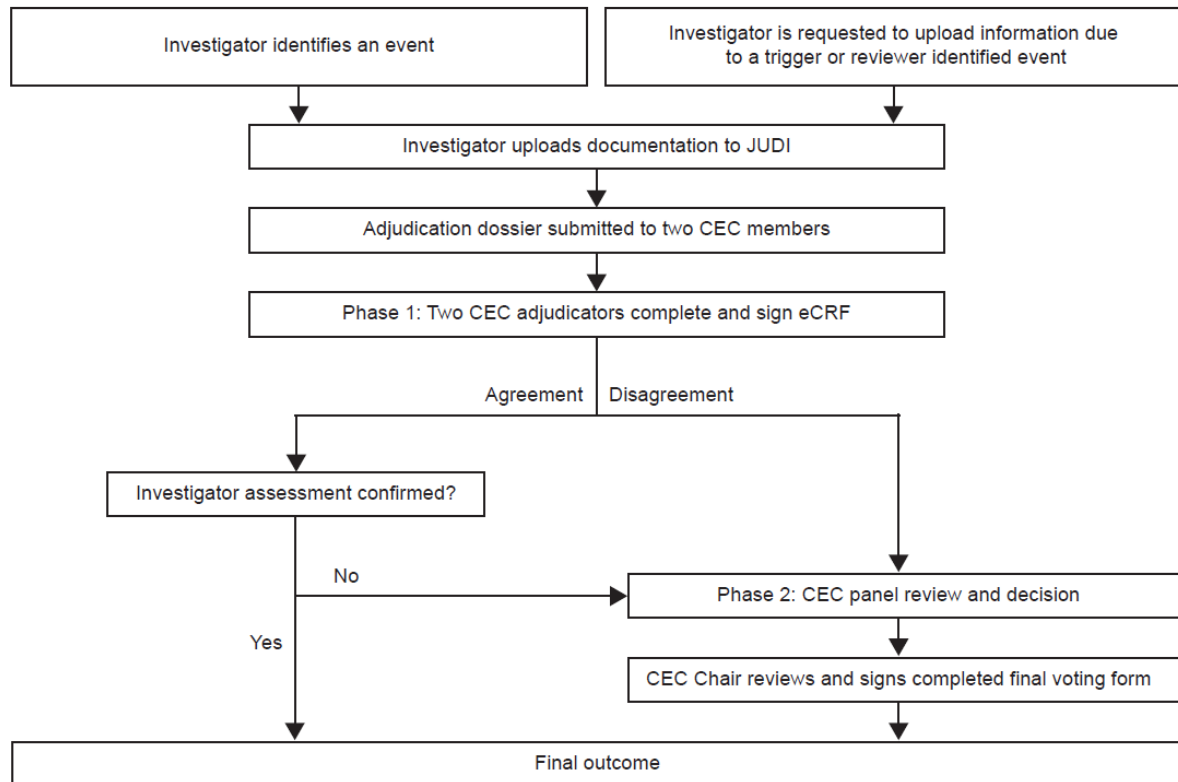 Investigator identifies an event
Investigator is requested to upload information due
to a trigger or reviewer identified event
Investigator uploads documentation to JUDI
Adjudication dossier submitted to two CEC members
Phase 1: Two CEC adjudicators complete and sign eCRF
Agreement
Disagreement
Investigator assessment confirmed?
No
Phase 2: CEC panel review and decision
Yes
CEC Chair reviews and signs completed final voting form
Final outcome